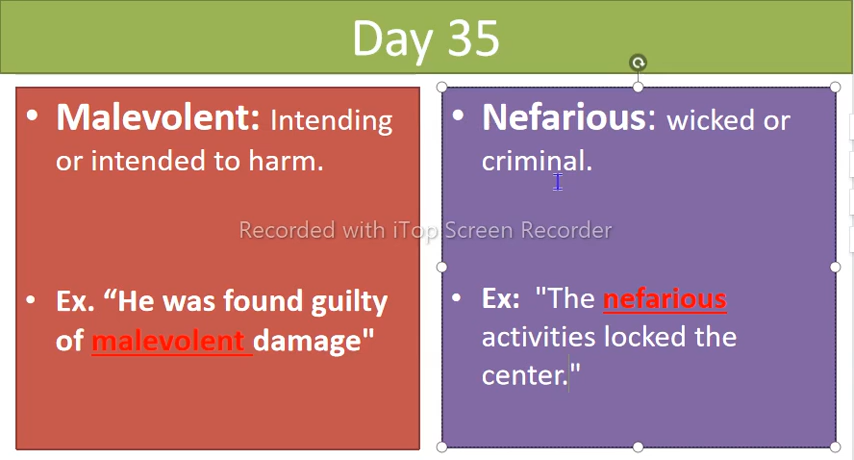 Day 35
• Malevolent: Intending
or intended to harm.
• Ex. “He was found guilty
of malevolent damage"
• Nefarious: wicked or
criminal.
• Ex: "The nefarious
activities locked the
center."
Recorded with iTop Screen Recorder